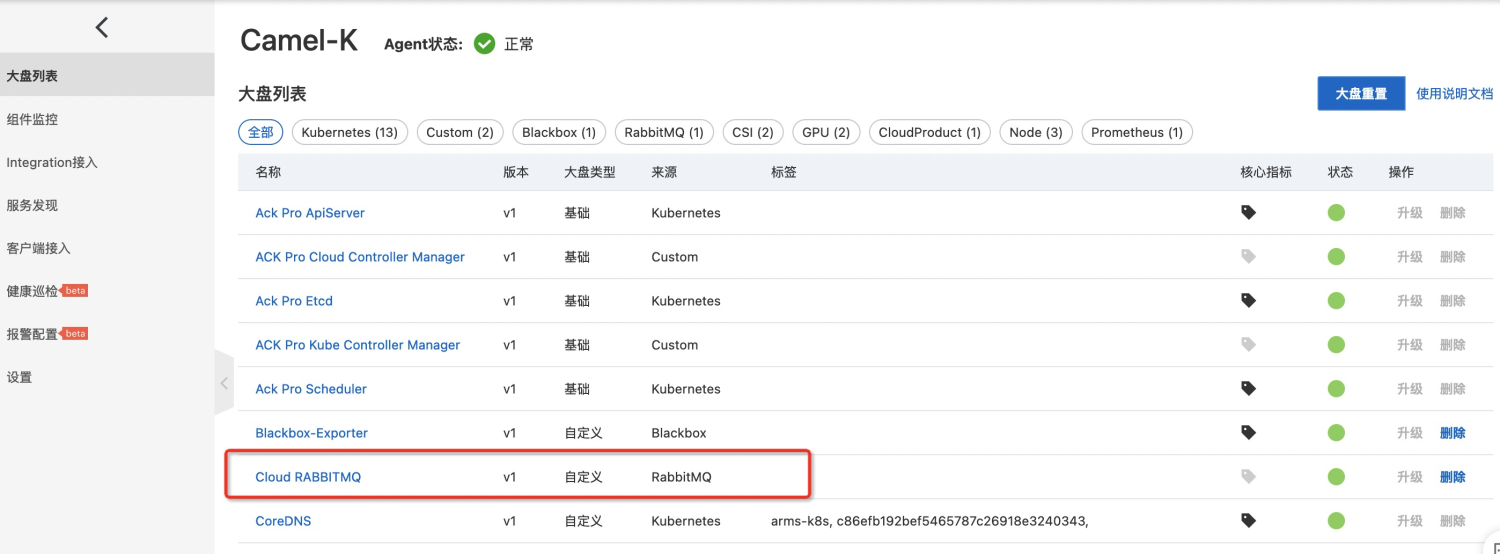 Camel-K Agent状态: 正常
大盘列表
组件监控
Integration接入
服务发现
客户端接入
健康巡检 beta
报警配置 beta
设置
大盘列表 大盘重置 使用说明文档
全部 Kubernetes (13) Custom (2) Blackbox (1) RabbitMQ (1) CSI (2) GPU (2) CloudProduct (1) Node (3) Prometheus (1)
名称 版本 大盘类型 来源 标签 核心指标 状态 操作
Ack Pro ApiServer v1 基础 Kubernetes 升级 删除
ACK Pro Cloud Controller Manager v1 基础 Custom 升级 删除
Ack Pro Etcd v1 基础 Kubernetes 升级 删除
ACK Pro Kube Controller Manager v1 基础 Custom 升级 删除
Ack Pro Scheduler v1 基础 Kubernetes 升级 删除
Blackbox-Exporter v1 自定义 Blackbox 升级 删除
Cloud RABBITMQ v1 自定义 RabbitMQ 升级 删除
CoreDNS v1 自定义 Kubernetes arms-k8s, c86efb192bef5465787c26918e3240343, 升级 删除